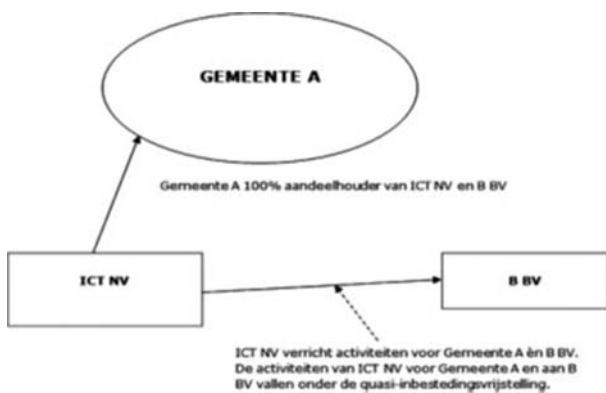 GEMEENTE A
Gemeente A 100% aandeelhouder van ICT NV en B BV
ICT NV
B BV
ICT NV verricht activiteiten voor Gemeente A èn B BV.
De activiteiten van ICT NV voor Gemeente A en aan B
BV vallen onder de quasi-inbestedingsvrijstelling.